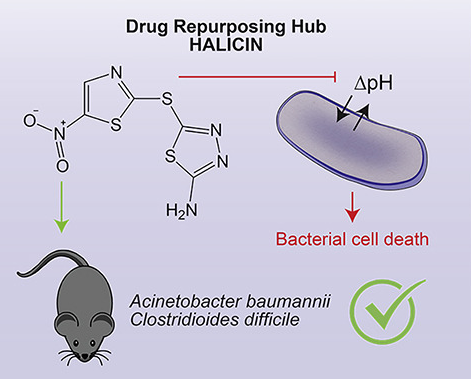 Drug Repurposing Hub
HALICIN
N
S
S
N
N
S
H₂N
O⁻
N⁺
O
ΔpH
Bacterial cell death
Acinetobacter baumannii
Clostridioides difficile